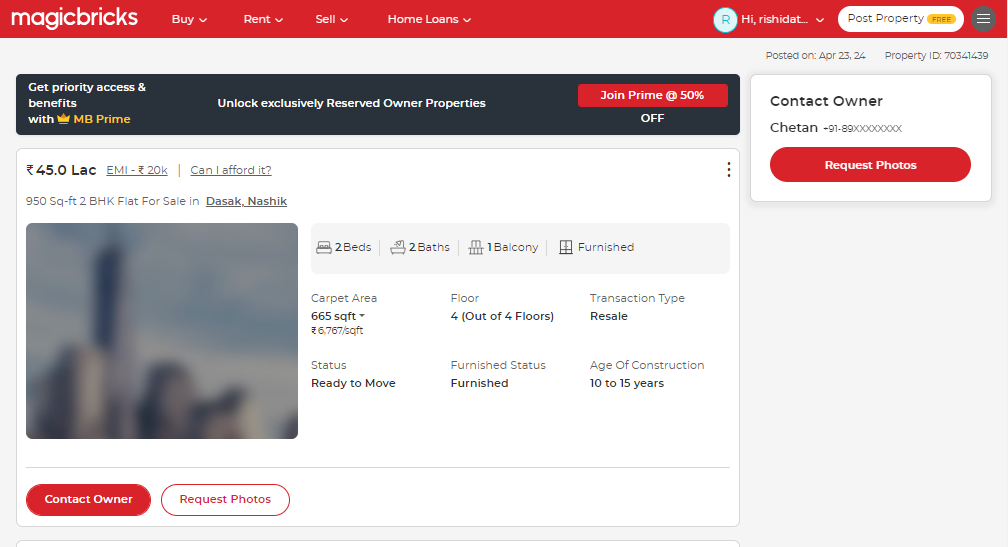 magicbricks
Buy
Rent
Sell
Home Loans
R
Hi, rishidat...
Post Property FREE
Posted on: Apr 23, 24
Property ID: 70341439
Get priority access &
benefits
with MB Prime
Unlock exclusively Reserved Owner Properties
Join Prime @ 50%
OFF
Contact Owner
Chetan +91-89XXXXXXXX
Request Photos
₹45.0 Lac EMI - ₹ 20k | Can I afford it?
950 Sq-ft 2 BHK Flat For Sale in Dasak, Nashik
2 Beds
2 Baths
1 Balcony
Furnished
Carpet Area
665 sqft
₹6,767/sqft
Floor
4 (Out of 4 Floors)
Transaction Type
Resale
Status
Ready to Move
Furnished Status
Furnished
Age Of Construction
10 to 15 years
Contact Owner
Request Photos